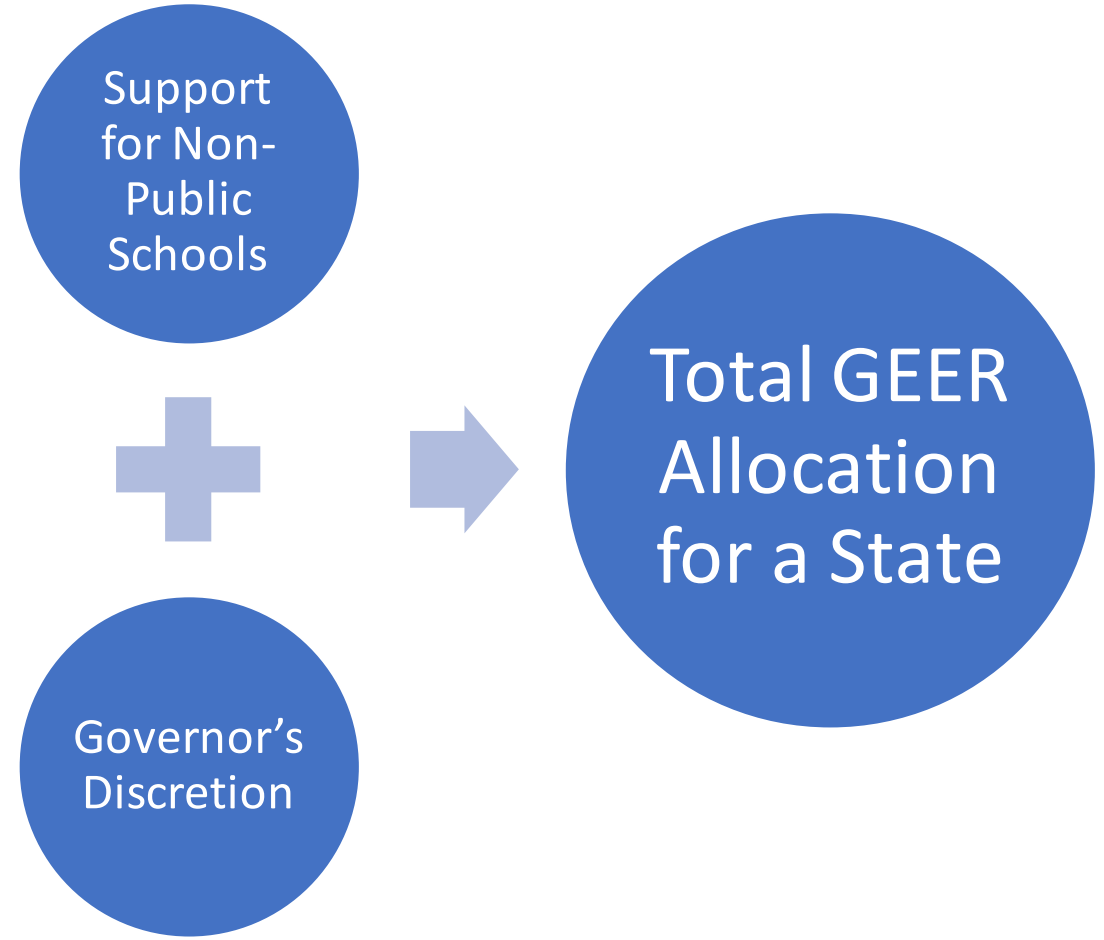 Support
for Non-
Public
Schools
Governor’s
Discretion
Total GEER
Allocation
for a State